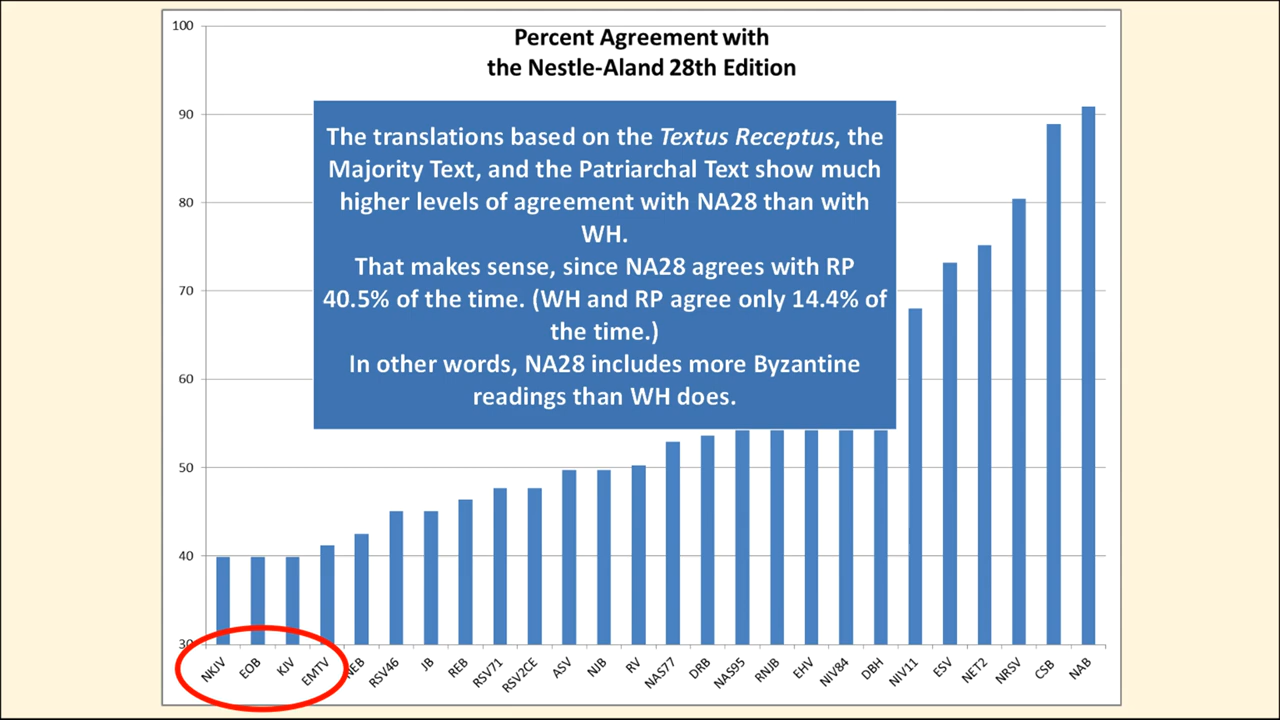 Percent Agreement with
the Nestle-Aland 28th Edition
100
90
80
70
60
50
40
30
The translations based on the Textus Receptus, the
Majority Text, and the Patriarchal Text show much
higher levels of agreement with NA28 than with
WH.
That makes sense, since NA28 agrees with RP
40.5% of the time. (WH and RP agree only 14.4% of
the time.)
In other words, NA28 includes more Byzantine
readings than WH does.
NKJV
EOB
KJV
EMTV
NEB
RSV46
JB
REB
RSV71
RSV2CE
ASV
NJB
RV
NAS77
DRB
NAS95
RNJB
EHV
NIV84
DBH
NIV11
ESV
NET2
NRSV
CSB
NAB